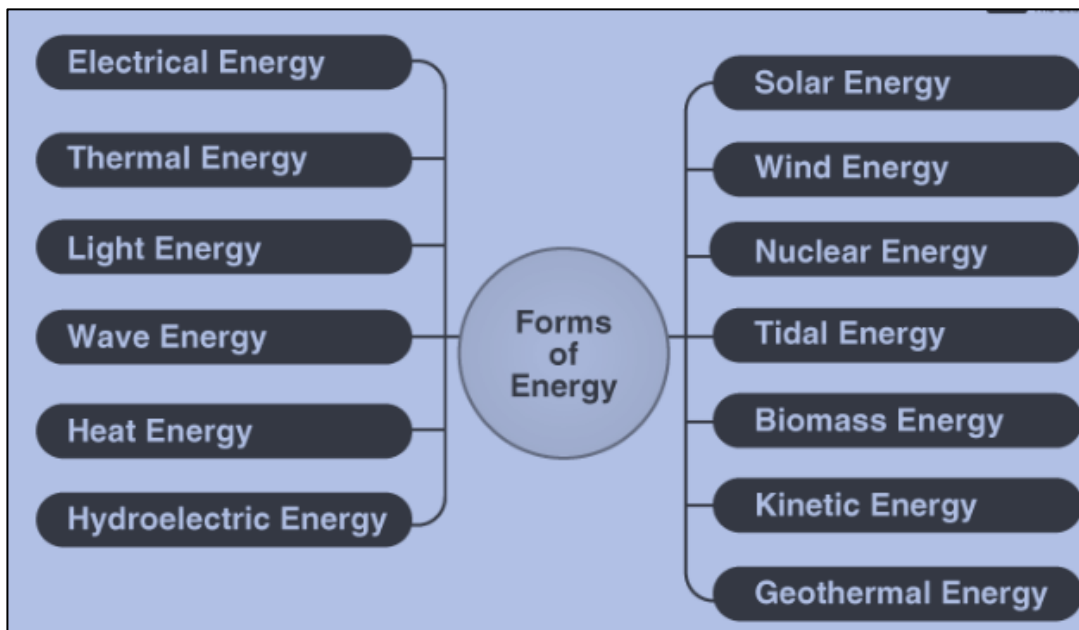 Electrical Energy
Thermal Energy
Light Energy
Wave Energy
Heat Energy
Hydroelectric Energy
Forms
of
Energy
Solar Energy
Wind Energy
Nuclear Energy
Tidal Energy
Biomass Energy
Kinetic Energy
Geothermal Energy